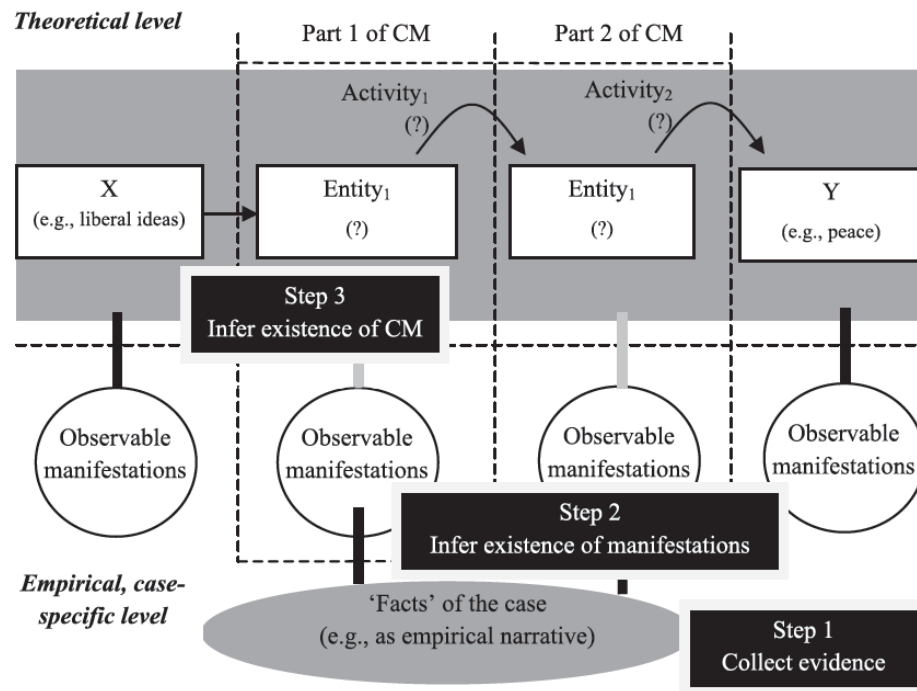 Theoretical level
Part 1 of CM
Part 2 of CM
Activity₁
(?)
Activity₂
(?)
X
(e.g., liberal ideas)
Entity₁
(?)
Entity₁
(?)
Y
(e.g., peace)
Step 3
Infer existence of CM
Observable
manifestations
Observable
manifestations
Observable
manifestations
Observable
manifestations
Step 2
Infer existence of manifestations
Empirical, case-
specific level
‘Facts’ of the case
(e.g., as empirical narrative)
Step 1
Collect evidence